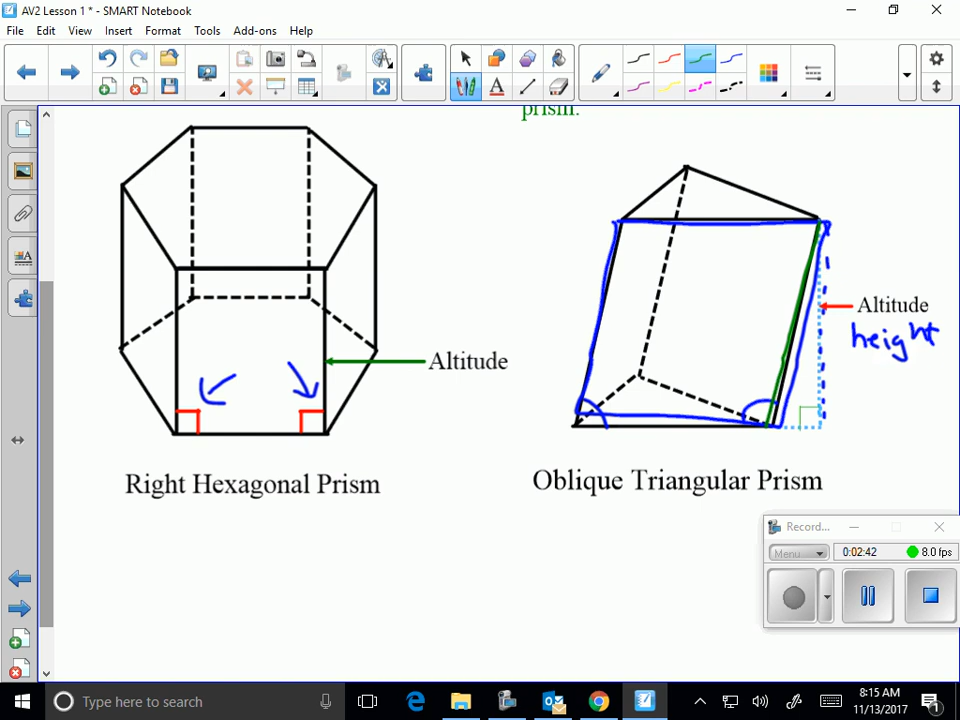 AV2 Lesson 1 * - SMART Notebook
File Edit View Insert Format Tools Add-ons Help
prism.
Altitude
height
Altitude
Right Hexagonal Prism
Oblique Triangular Prism
Record...
Menu
0:02:42
8.0 fps
Type here to search
8:15 AM
11/13/2017
1